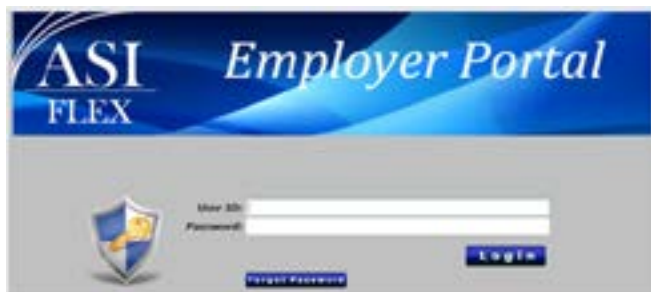 ASI Employer Portal
FLEX
User ID:
Password:
Login
Forgot Password